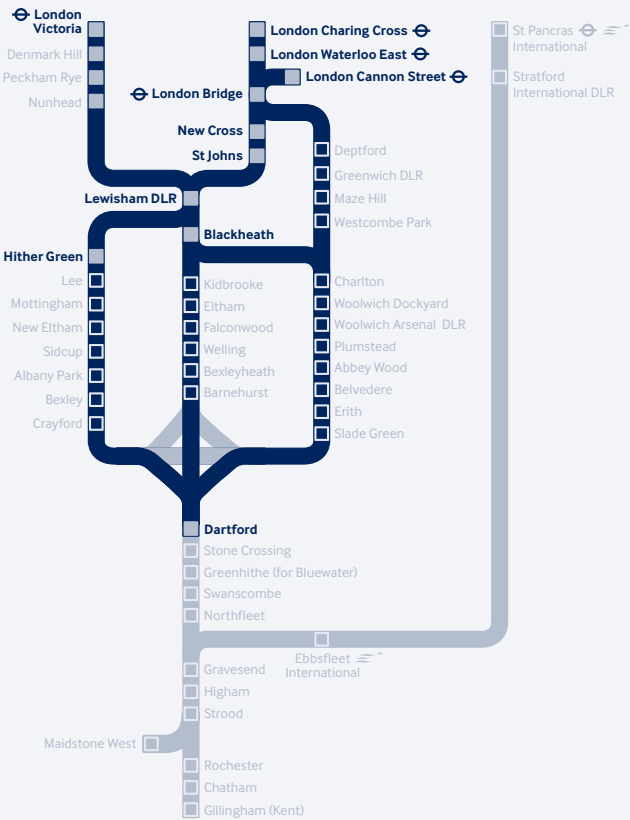 London
Victoria
Denmark Hill
Peckham Rye
Nunhead
London Charing Cross
London Waterloo East
London Cannon Street
London Bridge
New Cross
St Johns
Lewisham DLR
Blackheath
Hither Green
Lee
Mottingham
New Eltham
Sidcup
Albany Park
Bexley
Crayford
Kidbrooke
Eltham
Falconwood
Welling
Bexleyheath
Barnehurst
Deptford
Greenwich DLR
Maze Hill
Westcombe Park
Charlton
Woolwich Dockyard
Woolwich Arsenal DLR
Plumstead
Abbey Wood
Belvedere
Erith
Slade Green
St Pancras
International
Stratford
International DLR
Dartford
Stone Crossing
Greenhithe (for Bluewater)
Swanscombe
Northfleet
Ebbsfleet
International
Gravesend
Higham
Strood
Maidstone West
Rochester
Chatham
Gillingham (Kent)